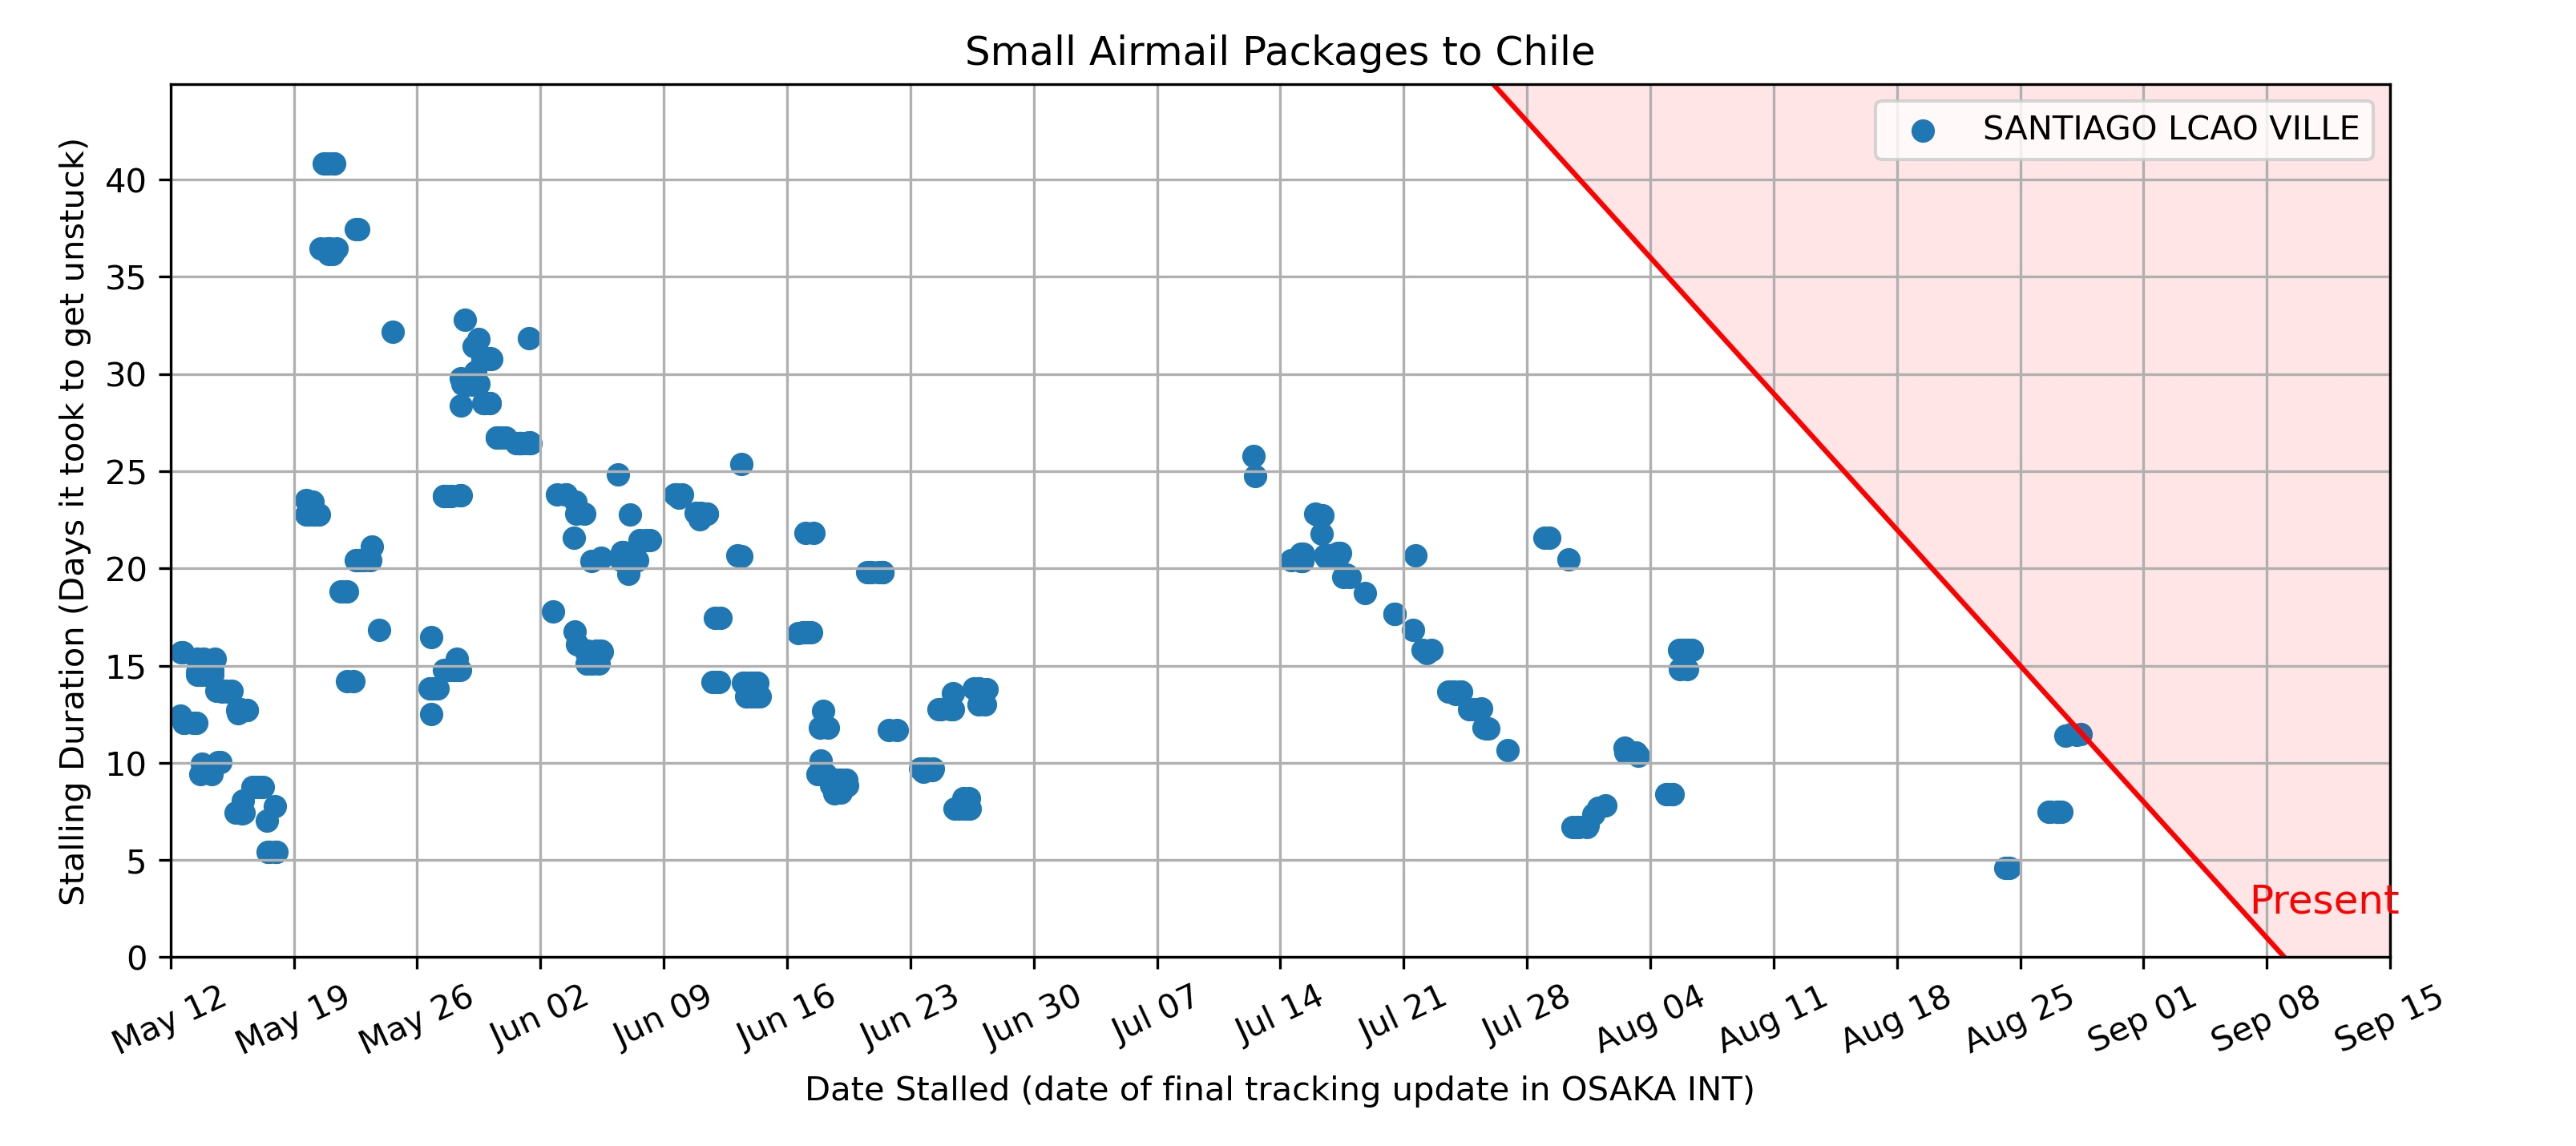 Small Airmail Packages to Chile
SANTIAGO LCAO VILLE
Stalling Duration (Days it took to get unstuck)
40
35
30
25
20
15
10
5
0
Present
May 12
May 19
May 26
Jun 02
Jun 09
Jun 16
Jun 23
Jun 30
Jul 07
Jul 14
Jul 21
Jul 28
Aug 04
Aug 11
Aug 18
Aug 25
Sep 01
Sep 08
Sep 15
Date Stalled (date of final tracking update in OSAKA INT)